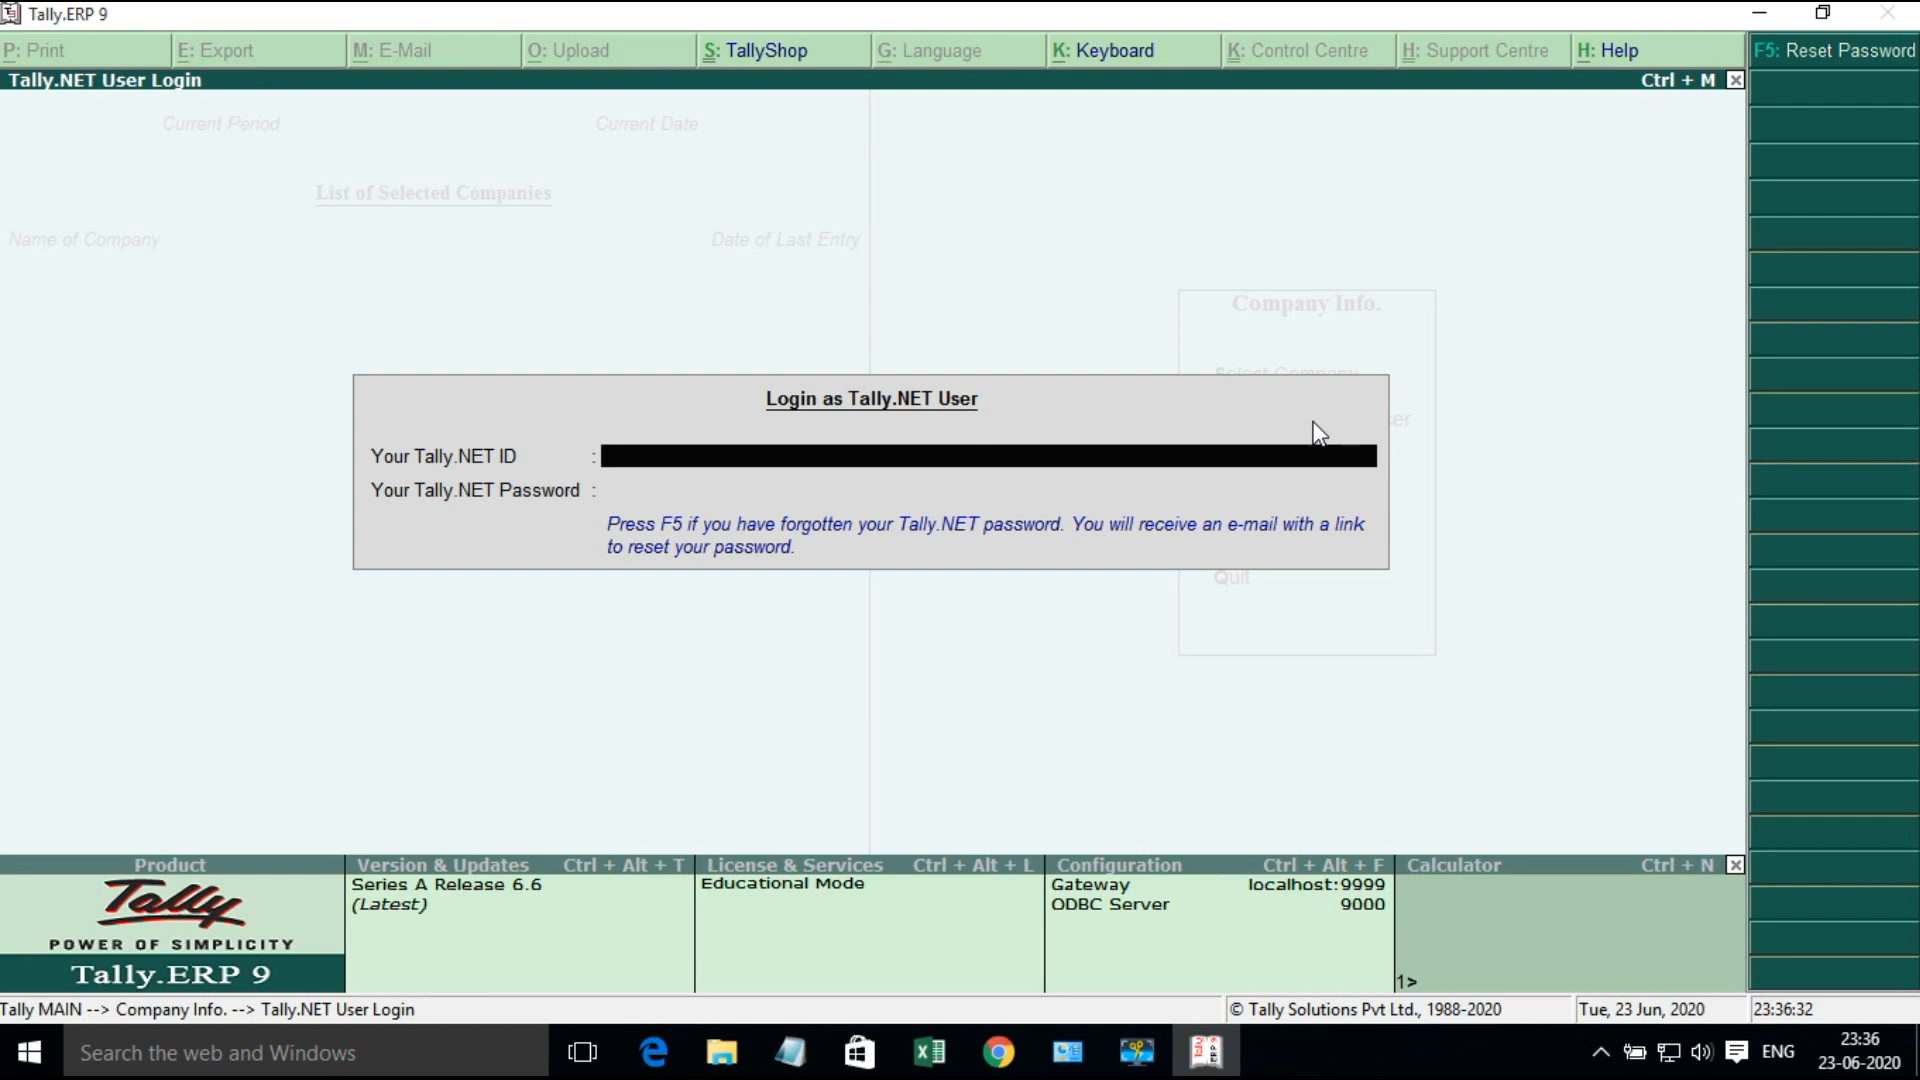 Tally.ERP 9
P: Print
E: Export
M: E-Mail
O: Upload
S: TallyShop
G: Language
K: Keyboard
K: Control Centre
H: Support Centre
H: Help
F5: Reset Password
Tally.NET User Login
Ctrl + M
Current Period
Current Date
List of Selected Companies
Name of Company
Date of Last Entry
Company Info.
Select Company
Login as Tally.NET User
Your Tally.NET ID :
Your Tally.NET Password :
Press F5 if you have forgotten your Tally.NET password. You will receive an e-mail with a link
to reset your password.
Quit
Product
Tally
POWER OF SIMPLICITY
Tally.ERP 9
Version & Updates Ctrl + Alt + T
Series A Release 6.6
(Latest)
License & Services Ctrl + Alt + L
Educational Mode
Configuration Ctrl + Alt + F
Gateway localhost:9999
ODBC Server 9000
Calculator Ctrl + N
1>
Tally MAIN --> Company Info. --> Tally.NET User Login
© Tally Solutions Pvt Ltd., 1988-2020
Tue, 23 Jun, 2020
23:36:32
Search the web and Windows
ENG
23:36
23-06-2020